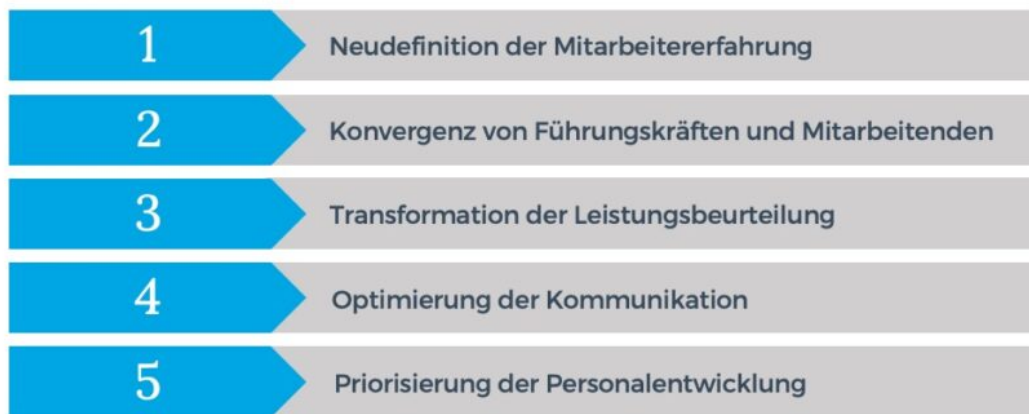 1 Neudefinition der Mitarbeitererfahrung
2 Konvergenz von Führungskräften und Mitarbeitenden
3 Transformation der Leistungsbeurteilung
4 Optimierung der Kommunikation
5 Priorisierung der Personalentwicklung